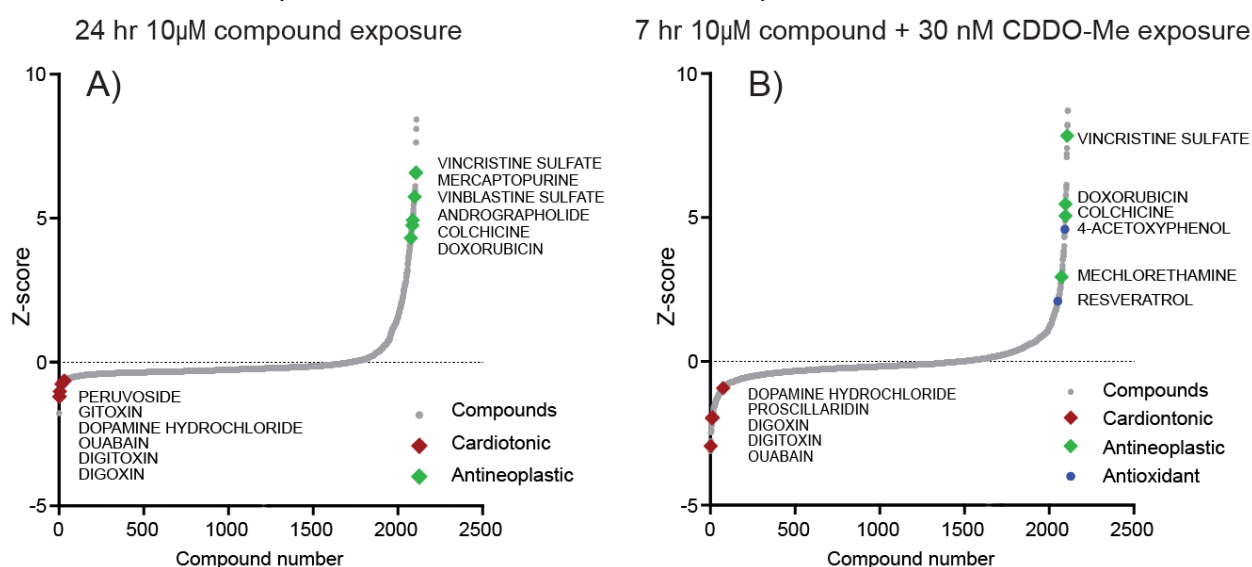 24 hr 10µM compound exposure
7 hr 10µM compound + 30 nM CDDO-Me exposure
A)
10
5
0
-5
Z-score
0
500
1000
1500
2000
2500
Compound number
VINCRISTINE SULFATE
MERCAPTOPURINE
VINBLASTINE SULFATE
ANDROGRAPHOLIDE
COLCHICINE
DOXORUBICIN
PERUVOSIDE
GITOXIN
DOPAMINE HYDROCHLORIDE
OUABAIN
DIGITOXIN
DIGOXIN
Compounds
Cardiotonic
Antineoplastic
B)
10
5
0
-5
Z-score
0
500
1000
1500
2000
2500
Compound number
VINCRISTINE SULFATE
DOXORUBICIN
COLCHICINE
4-ACETOXYPHENOL
MECHLORETHAMINE
RESVERATROL
DOPAMINE HYDROCHLORIDE
PROSCILLARIDIN
DIGOXIN
DIGITOXIN
OUABAIN
Compounds
Cardiontonic
Antineoplastic
Antioxidant